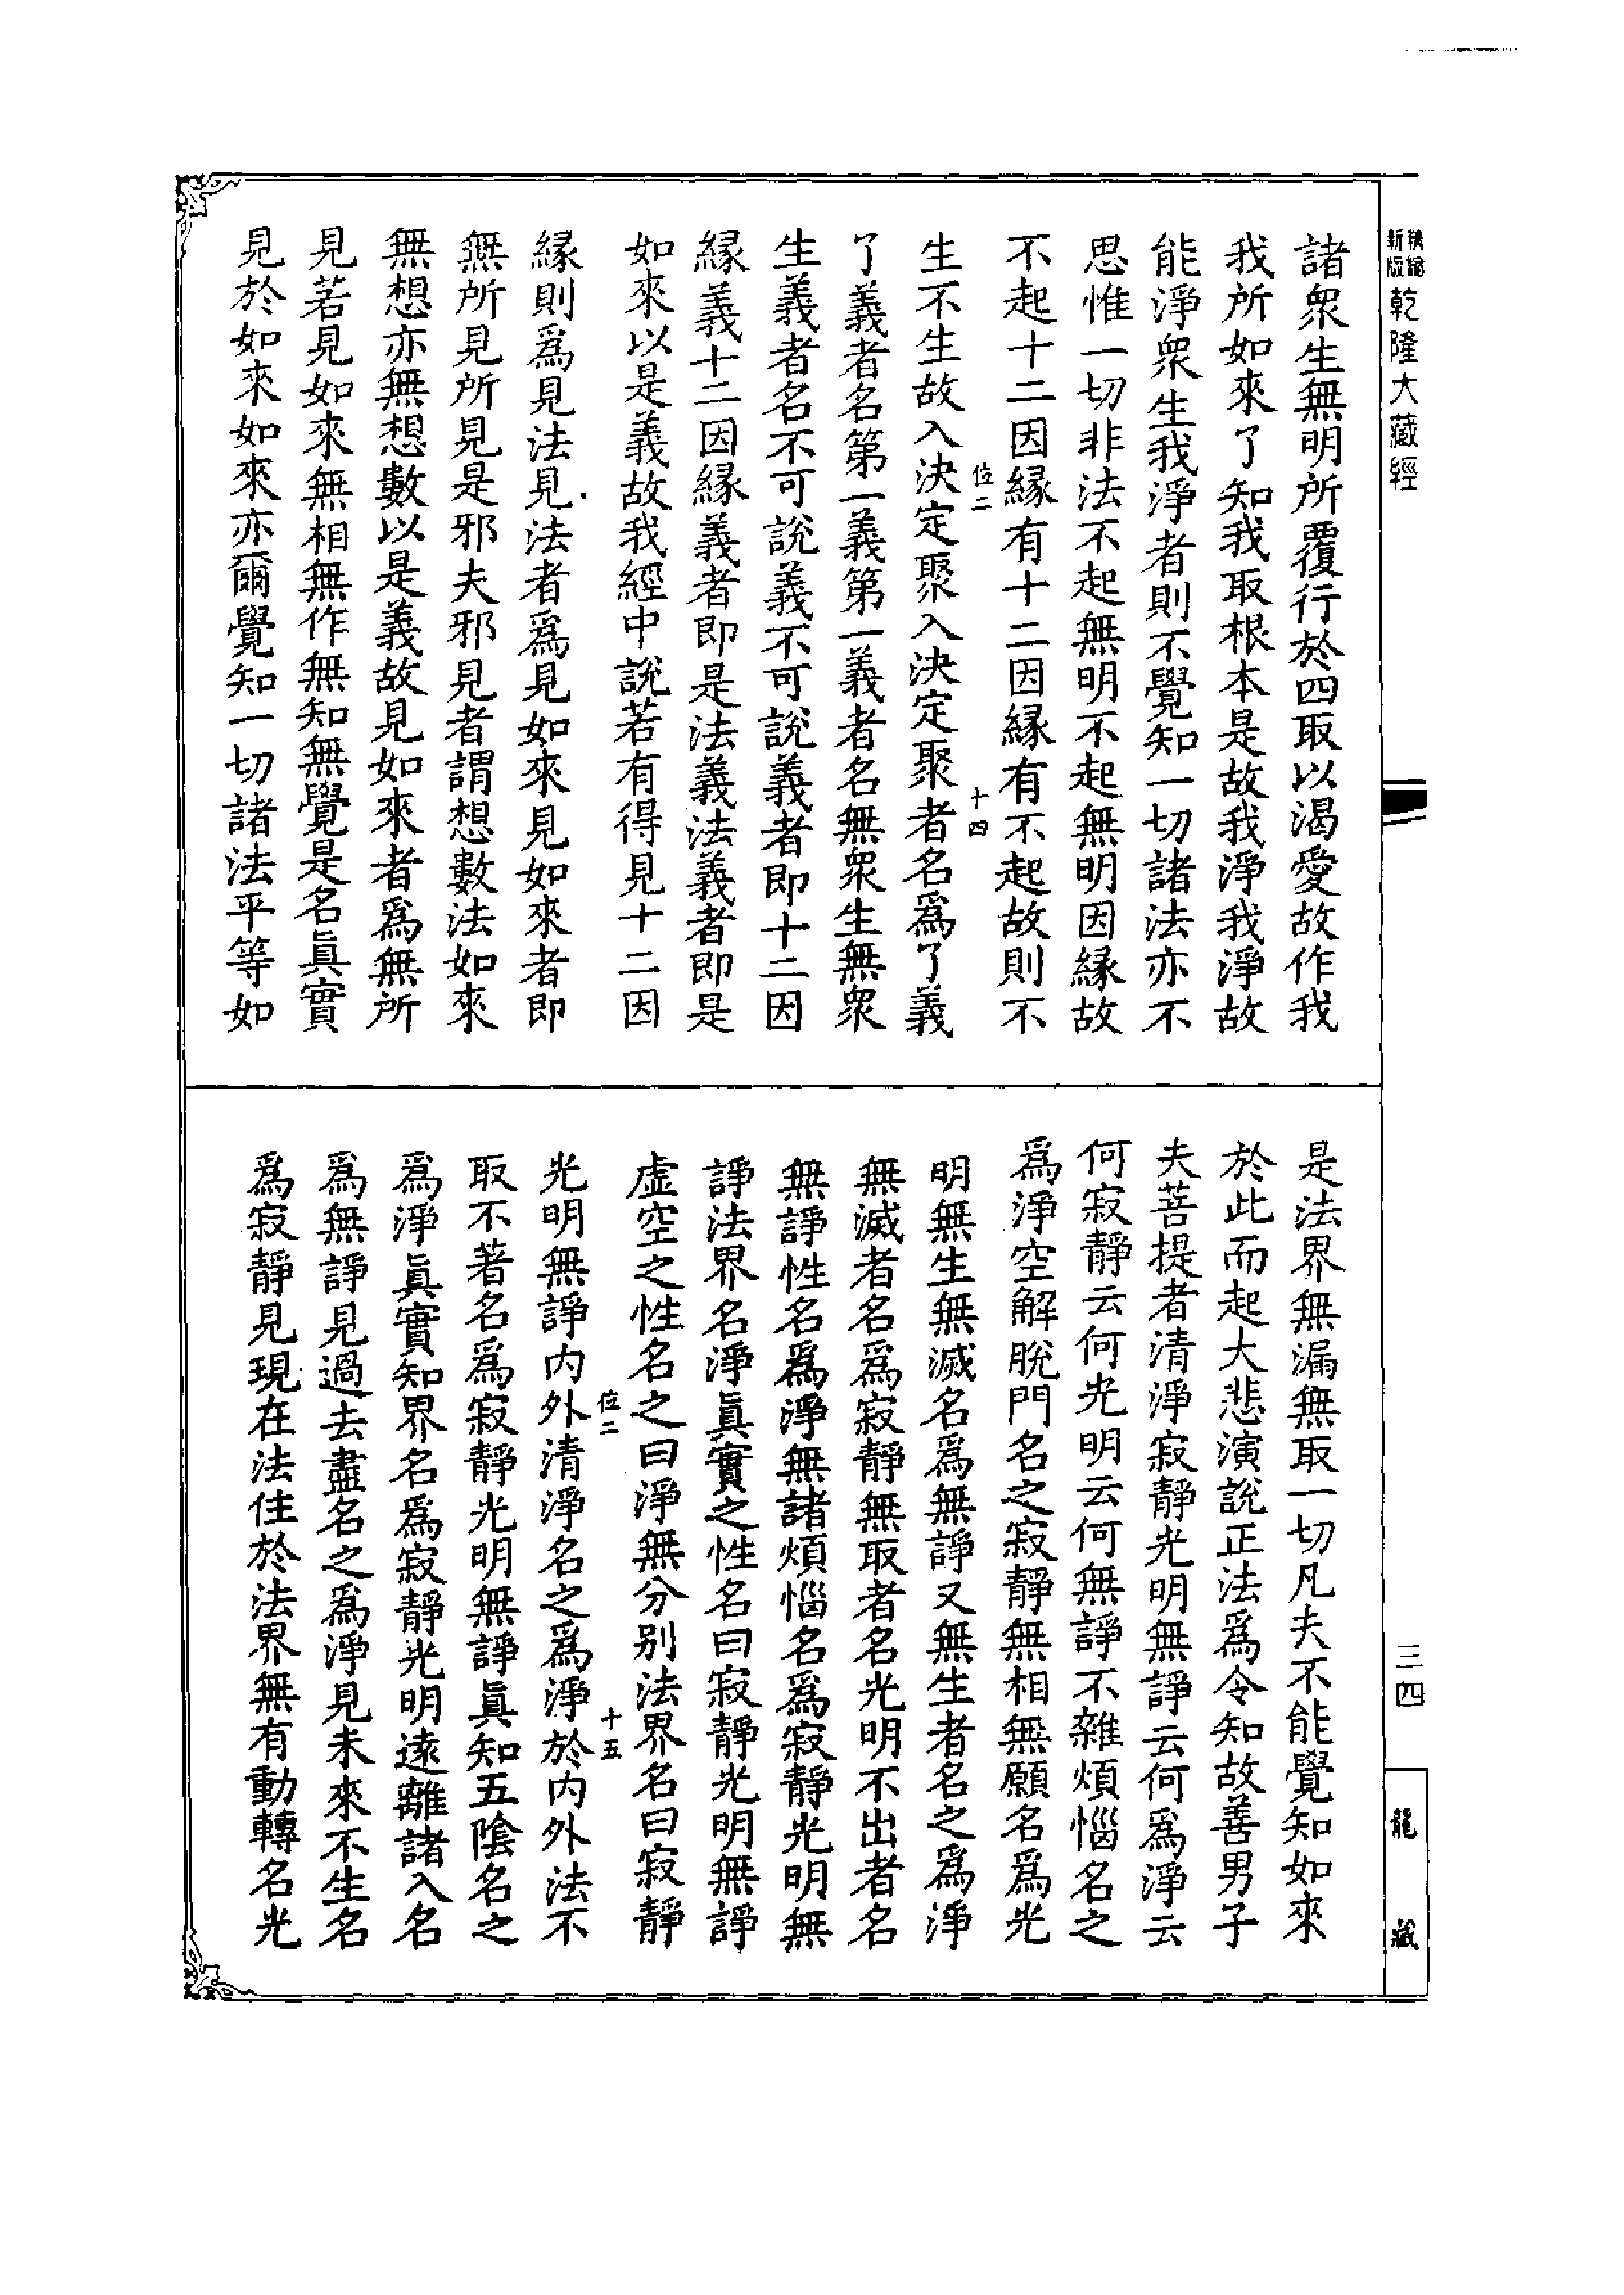 精縮新版乾隆大藏經
諸衆生無明所覆行於四取以渴愛故作我
我所如來了知我取根本是故我淨我淨故
能淨衆生我淨者則不覺知一切諸法亦不
思惟一切非法不起無明不起無明因緣故
不起十二因緣有十二因緣有不起故則不
位二 十四
生不生故入決定聚入決定聚者名爲了義
了義者名第一義第一義者名無衆生無衆
生義者名不可說義不可說義者即十二因
緣義十二因緣義者即是法義法義者即是
如來以是義故我經中說若有得見十二因
緣則爲見法見法者爲見如來見如來者即
無所見所見是邪夫邪見者謂想數法如來
無想亦無想數以是義故見如來者爲無所
見若見如來無相無作無知無覺是名眞實
見於如來如來亦爾覺知一切諸法平等如
是法界無漏無取一切凡夫不能覺知如來
於此而起大悲演說正法爲令知故善男子
夫菩提者清淨寂靜光明無諍云何爲淨云
何寂靜云何光明云何無諍不雜煩惱名之
爲淨空解脫門名之寂靜無相無願名爲光
明無生無滅名爲無諍又無生者名之爲淨
無滅者名爲寂靜無取者名光明不出者名
無諍性名爲淨無諸煩惱名爲寂靜光明無
諍法界名淨眞實之性名曰寂靜光明無諍
虛空之性名之曰淨無分別法界名曰寂靜
位二 十五
光明無諍內外清淨名之爲淨於內外法不
取不著名爲寂靜光明無諍眞知五陰名之
爲淨眞實知界名爲寂靜光明遠離諸入名
爲無諍見過去盡名之爲淨見未來不生名
爲寂靜見現在法住於法界無有動轉名光
三四
龍藏